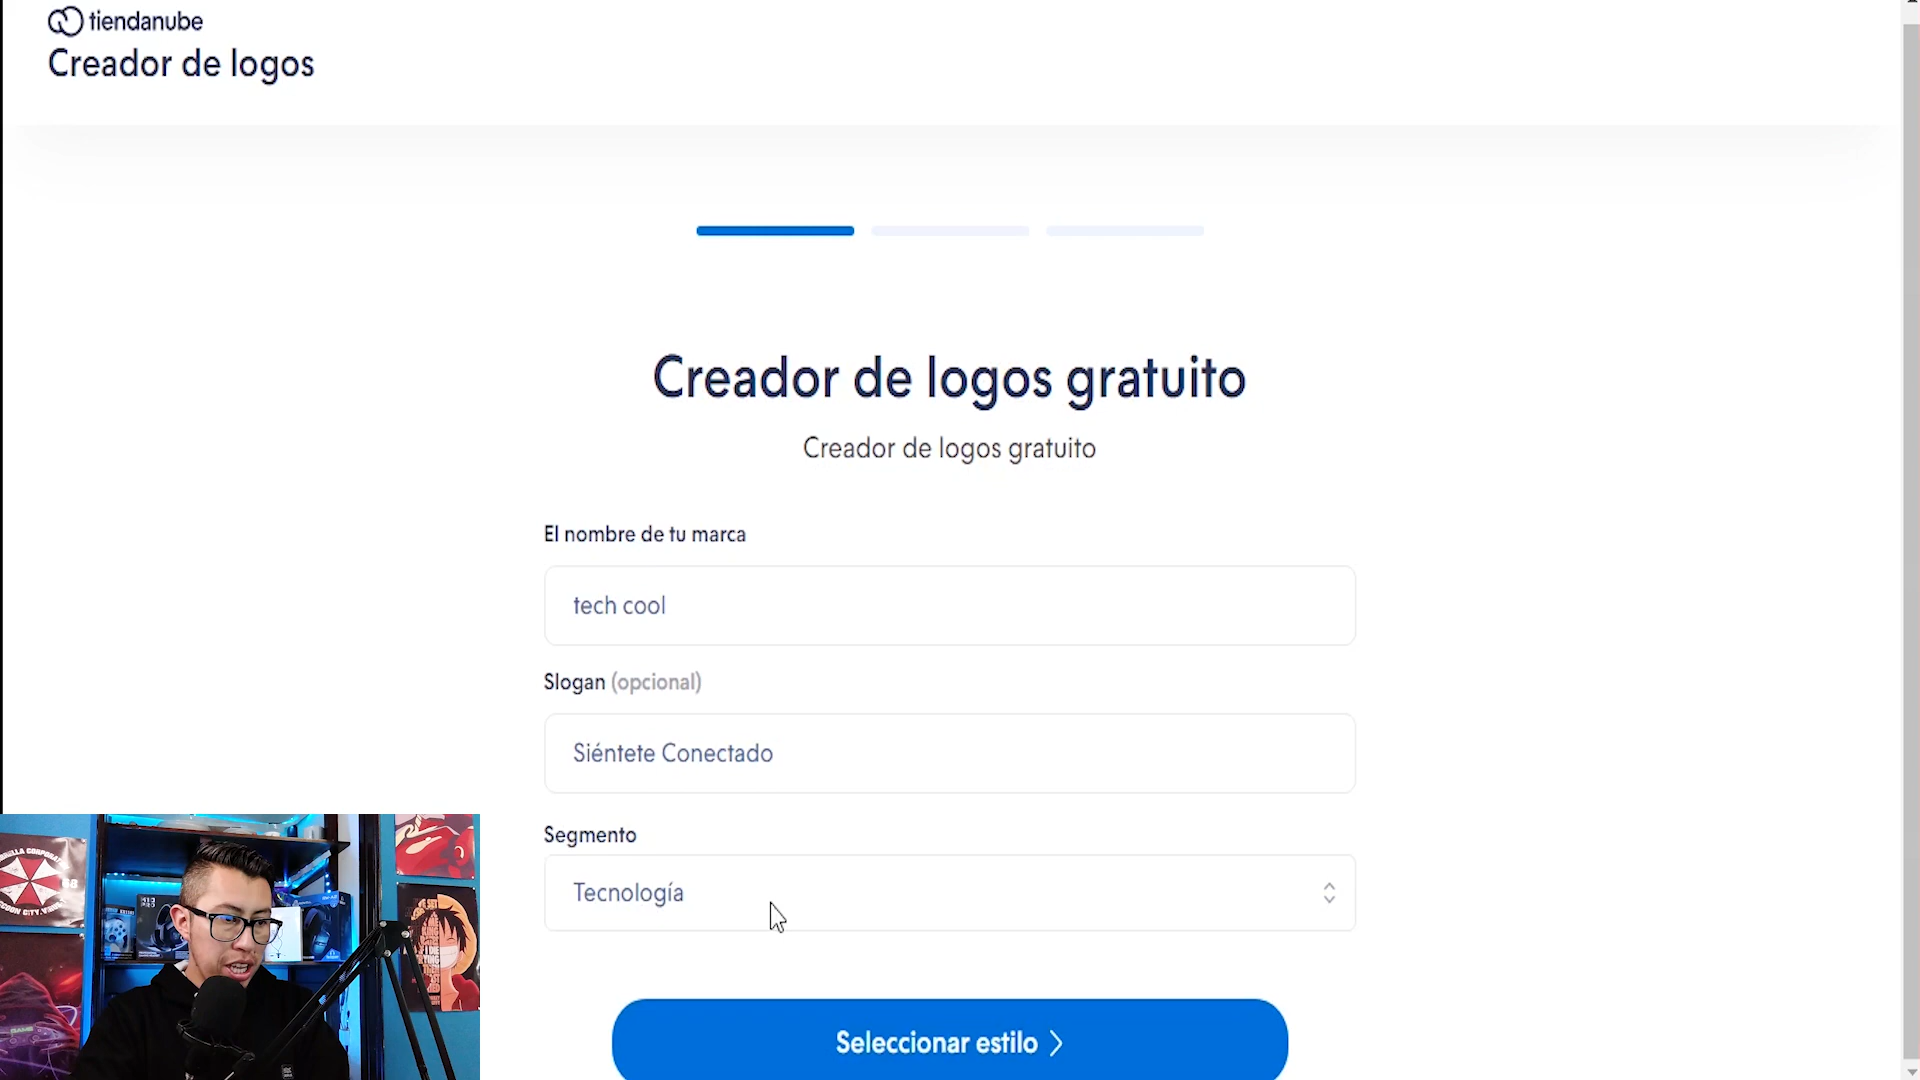 tiendanube
Creador de logos
Creador de logos gratuito
Creador de logos gratuito
El nombre de tu marca
tech cool
Slogan (opcional)
Siéntete Conectado
Segmento
Tecnología
Seleccionar estilo